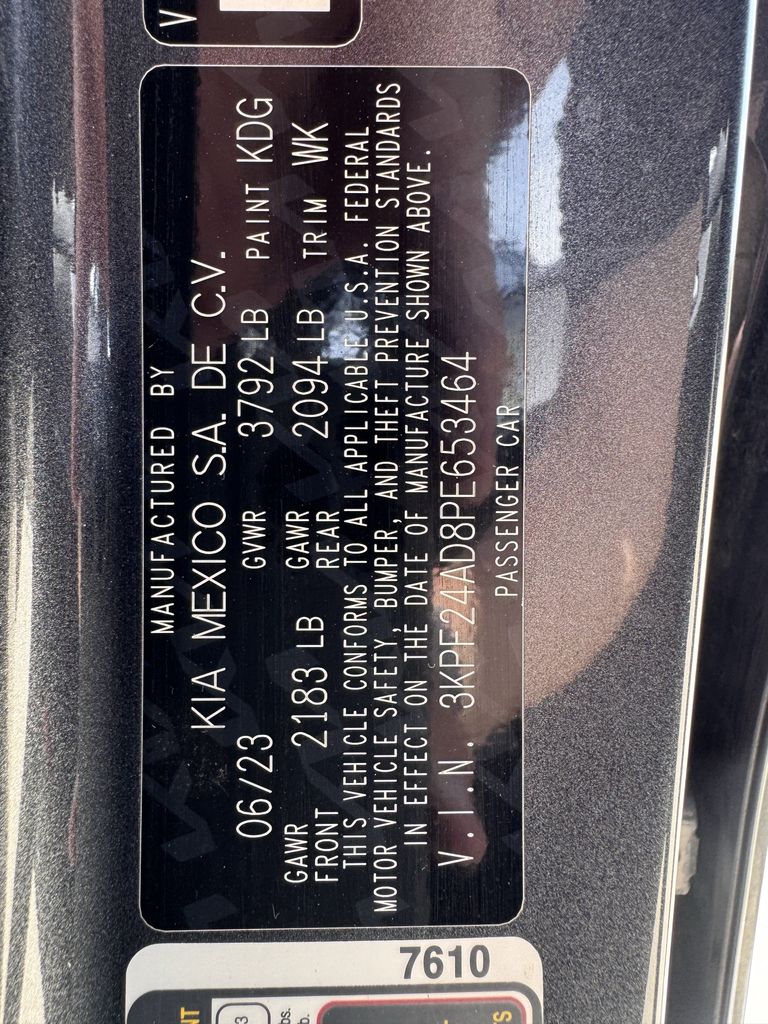 V
MANUFACTURED BY
KIA MEXICO S.A. DE C.V.
06/23 GVWR 3792 LB PAINT KDG
GAWR FRONT 2183 LB GAWR REAR 2094 LB TRIM WK
THIS VEHICLE CONFORMS TO ALL APPLICABLE U.S.A. FEDERAL
MOTOR VEHICLE SAFETY, BUMPER, AND THEFT PREVENTION STANDARDS
IN EFFECT ON THE DATE OF MANUFACTURE SHOWN ABOVE.
V.I.N. 3KPF24AD8PE653464
PASSENGER CAR
7610
3